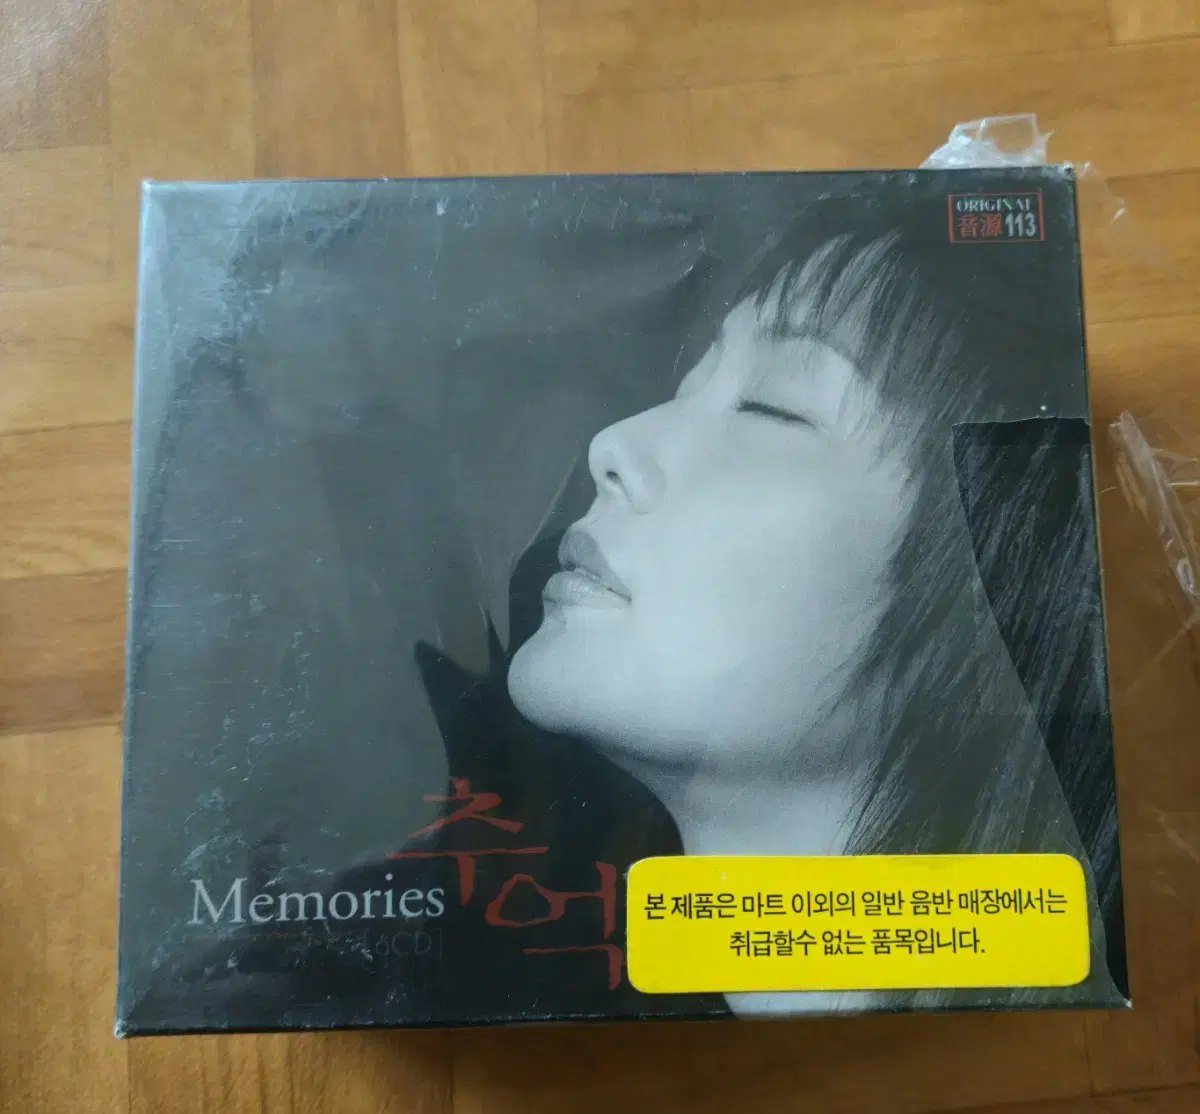 ORIGINAL
音源113
추억
Memories
[6CD]
본 제품은 마트 이외의 일반 음반 매장에서는
취급할수 없는 품목입니다.